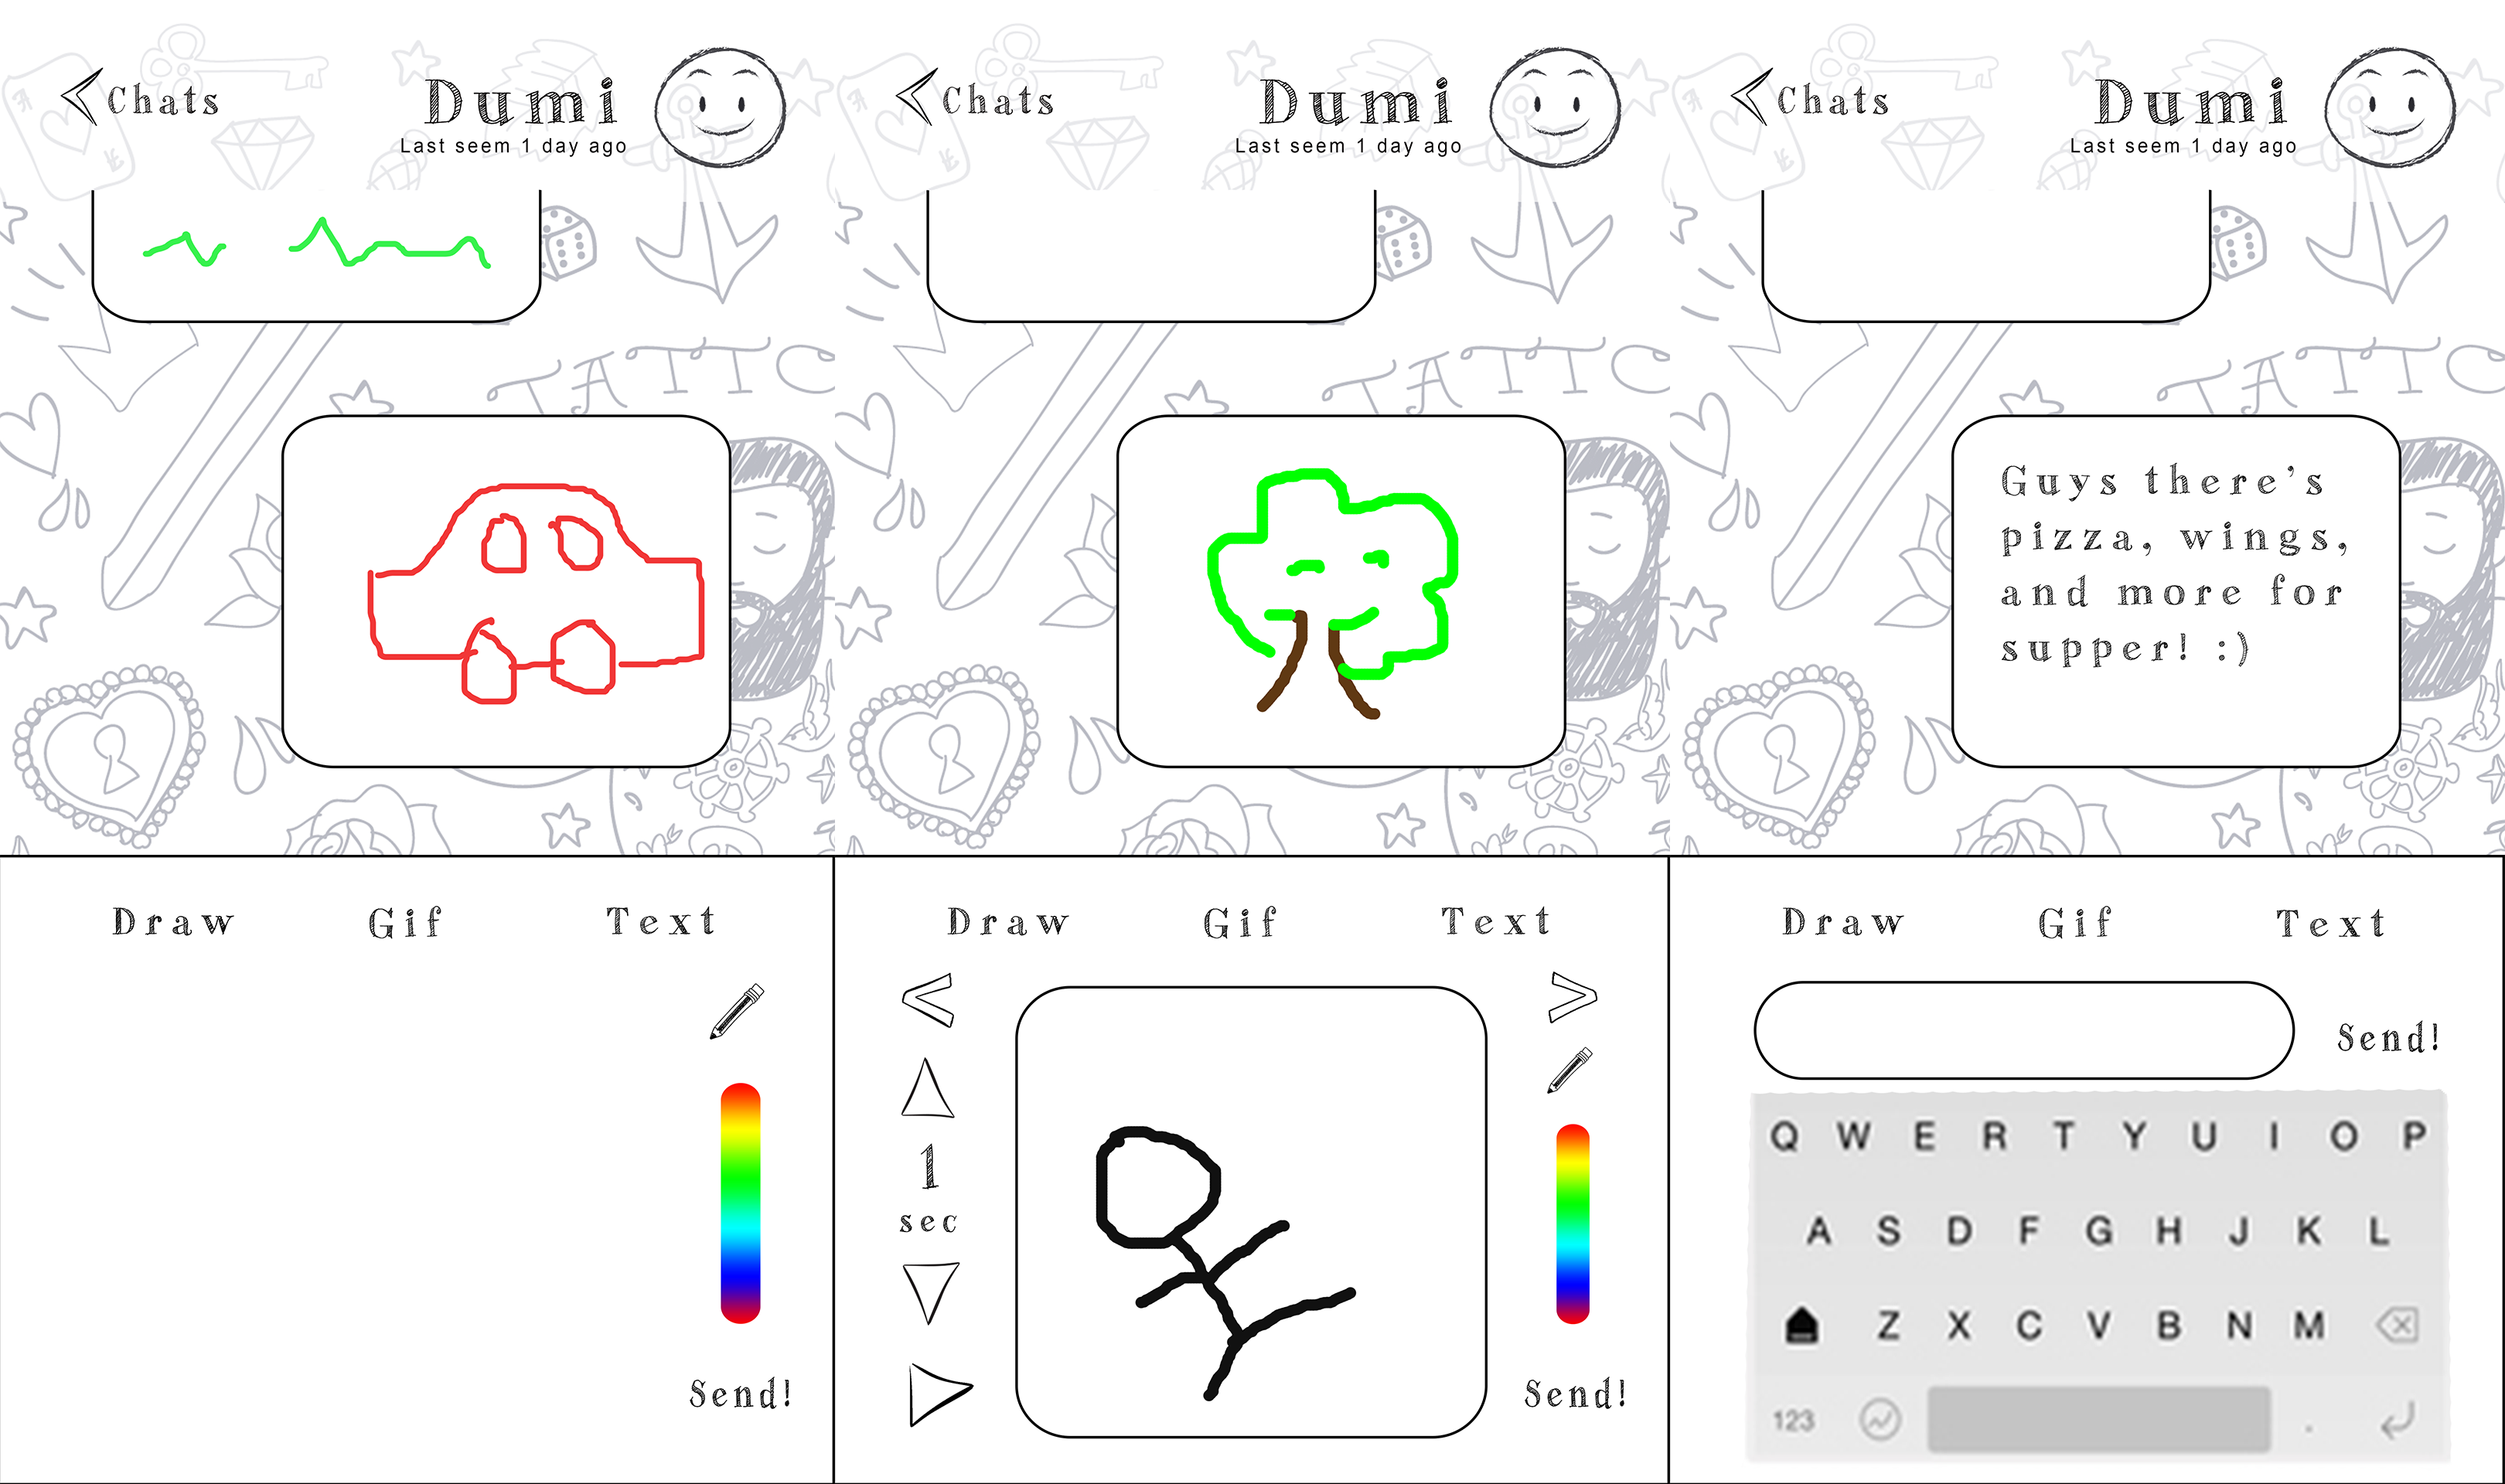 Chats
Dumi
Last seem 1 day ago
TATTO
Draw Gif Text
Send!
Chats
Dumi
Last seem 1 day ago
TATTO
Draw Gif Text
1
sec
Send!
Chats
Dumi
Last seem 1 day ago
TATTO
Guys there's
pizza, wings,
and more for
supper! :)
Draw Gif Text
Send!
Q W E R T Y U I O P
A S D F G H J K L
Z X C V B N M
123 .